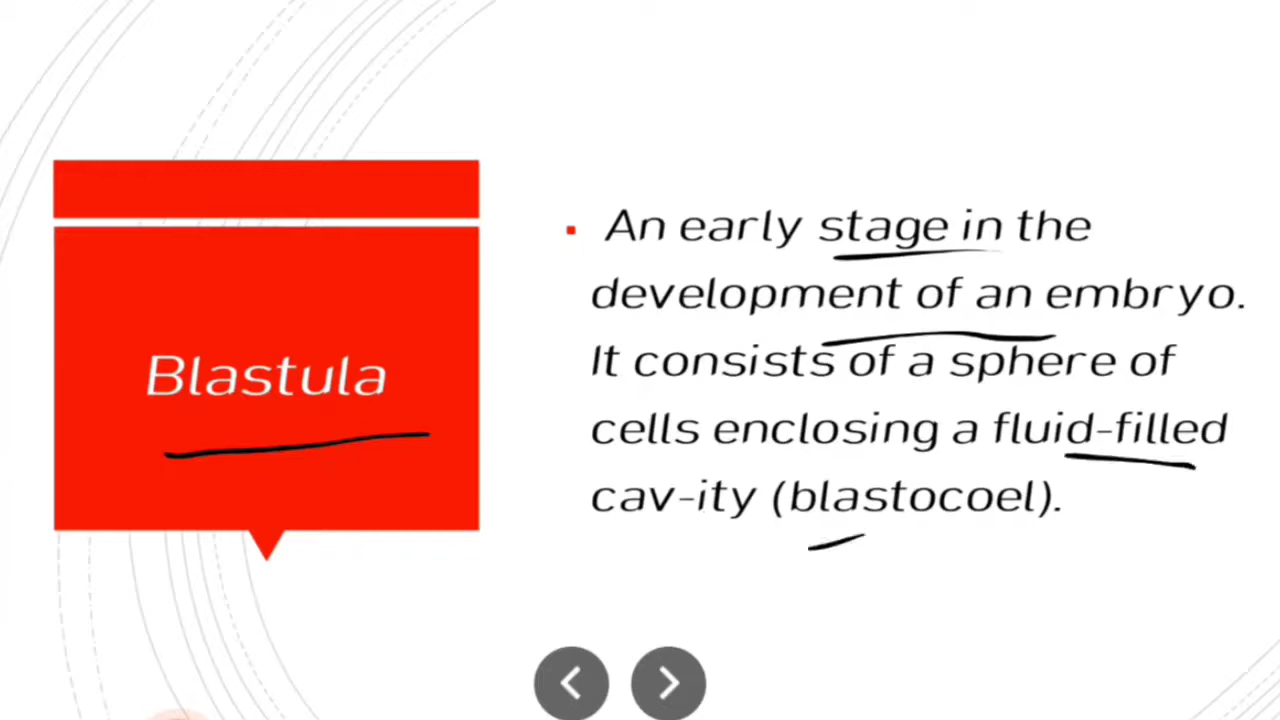 Blastula
An early stage in the
development of an embryo.
It consists of a sphere of
cells enclosing a fluid-filled
cav-ity (blastocoel).